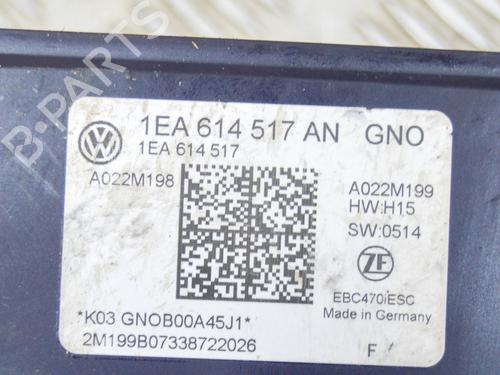 B-PARTS
1EA 614 517 AN GNO
1EA 614 517
A022M198
A022M199
HW:H15
SW:0514
ZF
EBC470iESC
Made in Germany
*K03 GNOB00A45J1*
2M199B07338722026
F